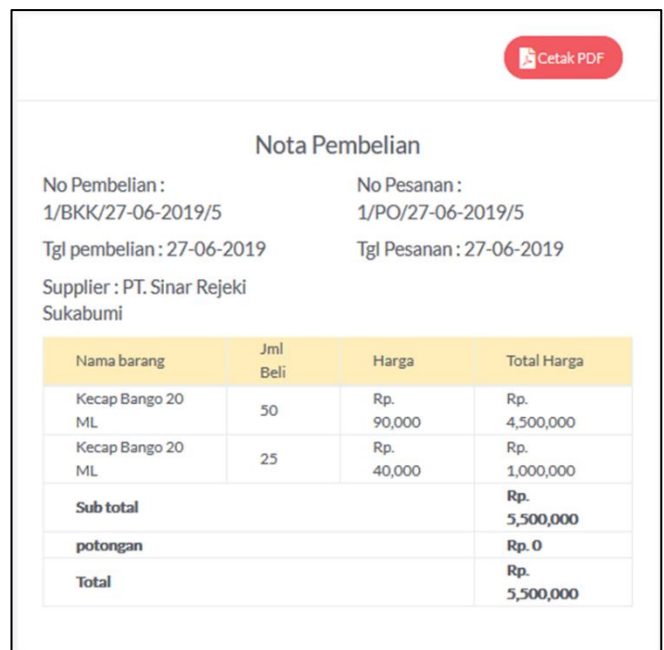 Cetak PDF
Nota Pembelian
No Pembelian :
1/BKK/27-06-2019/5
No Pesanan :
1/PO/27-06-2019/5
Tgl pembelian : 27-06-2019
Tgl Pesanan : 27-06-2019
Supplier : PT. Sinar Rejeki
Sukabumi
Nama barang
Jml
Beli
Harga
Total Harga
Kecap Bango 20
ML
50
Rp.
90,000
Rp.
4,500,000
Kecap Bango 20
ML
25
Rp.
40,000
Rp.
1,000,000
Sub total
Rp.
5,500,000
potongan
Rp. 0
Total
Rp.
5,500,000